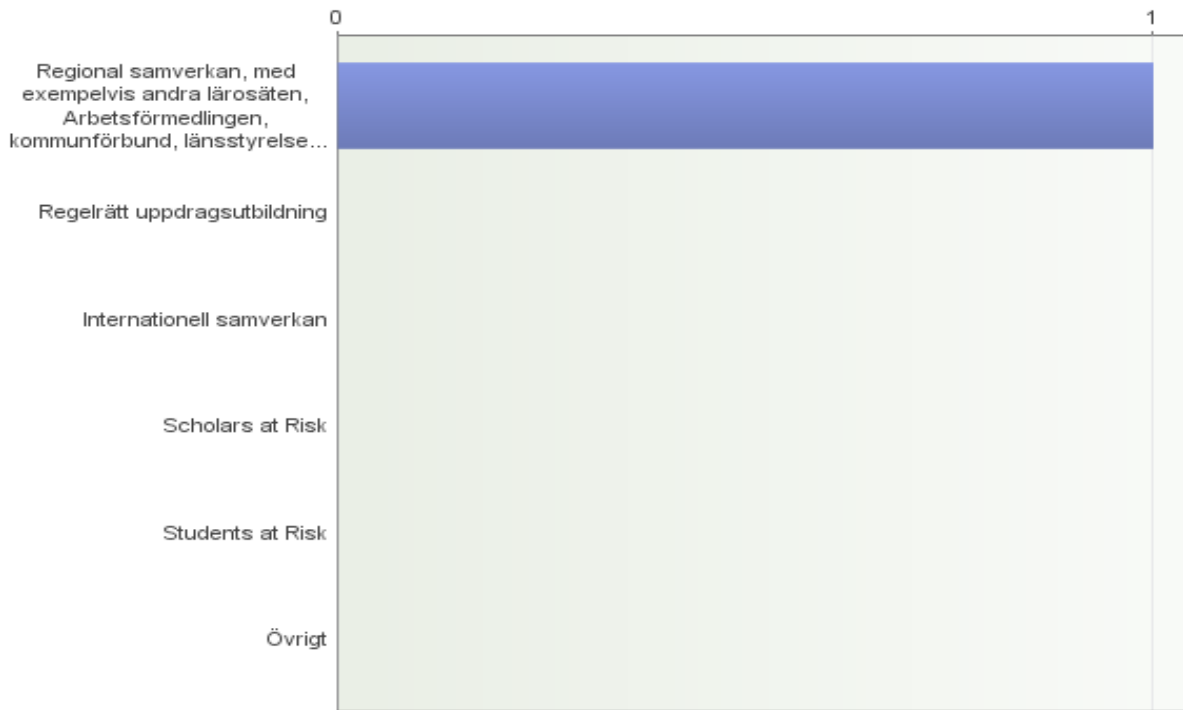 0 1
Regional samverkan, med
exempelvis andra lärosäten,
Arbetsförmedlingen,
kommunförbund, länsstyrelse...
Regelrätt uppdragsutbildning
Internationell samverkan
Scholars at Risk
Students at Risk
Övrigt